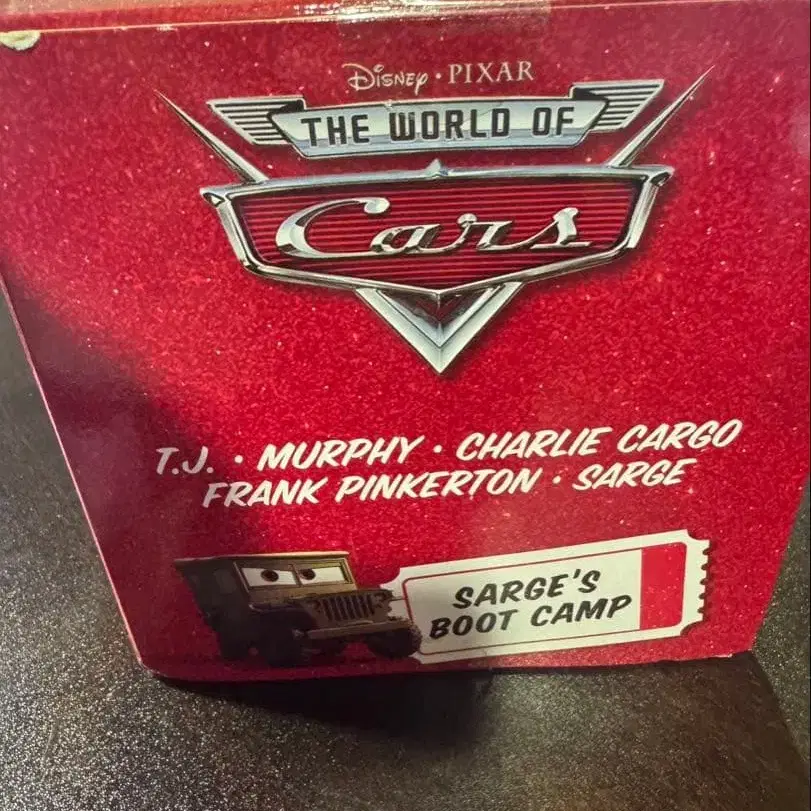 Disney · PIXAR
THE WORLD OF
Cars
T.J. · MURPHY · CHARLIE CARGO
FRANK PINKERTON · SARGE
SARGE'S
BOOT CAMP